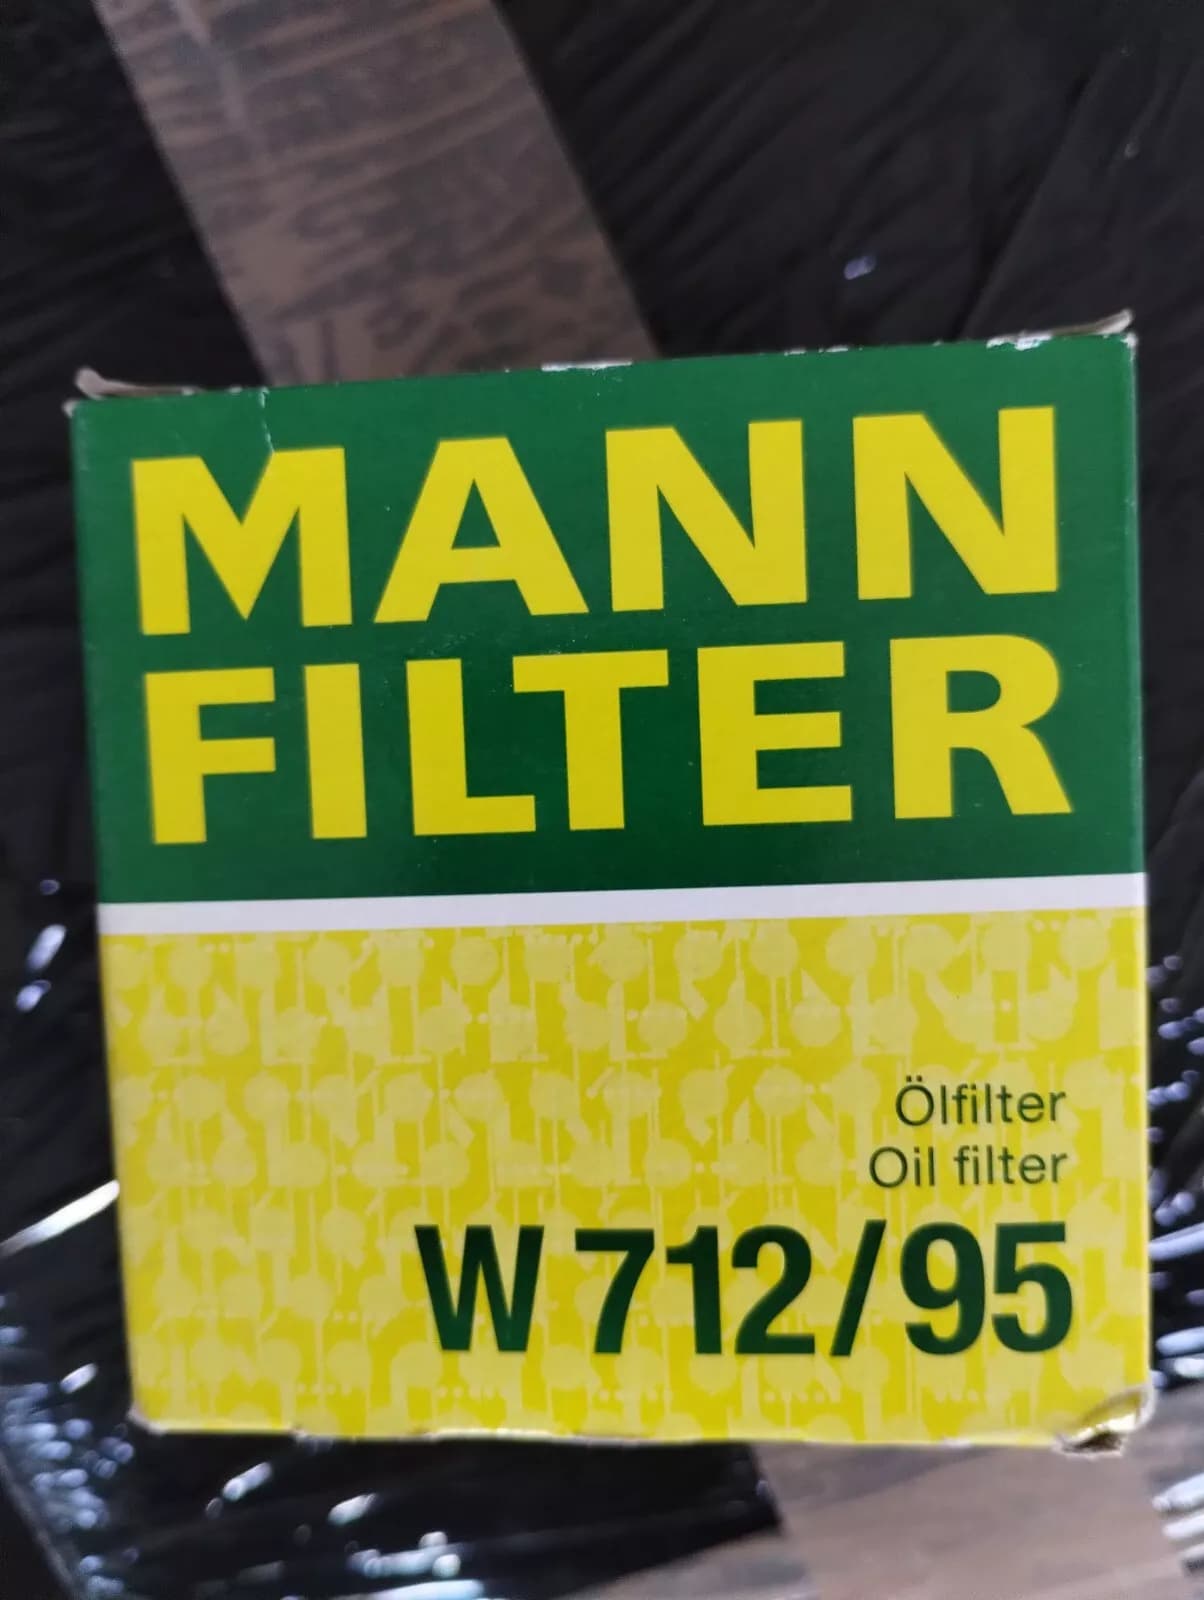 MANN
FILTER
Ölfilter
Oil filter
W 712/95